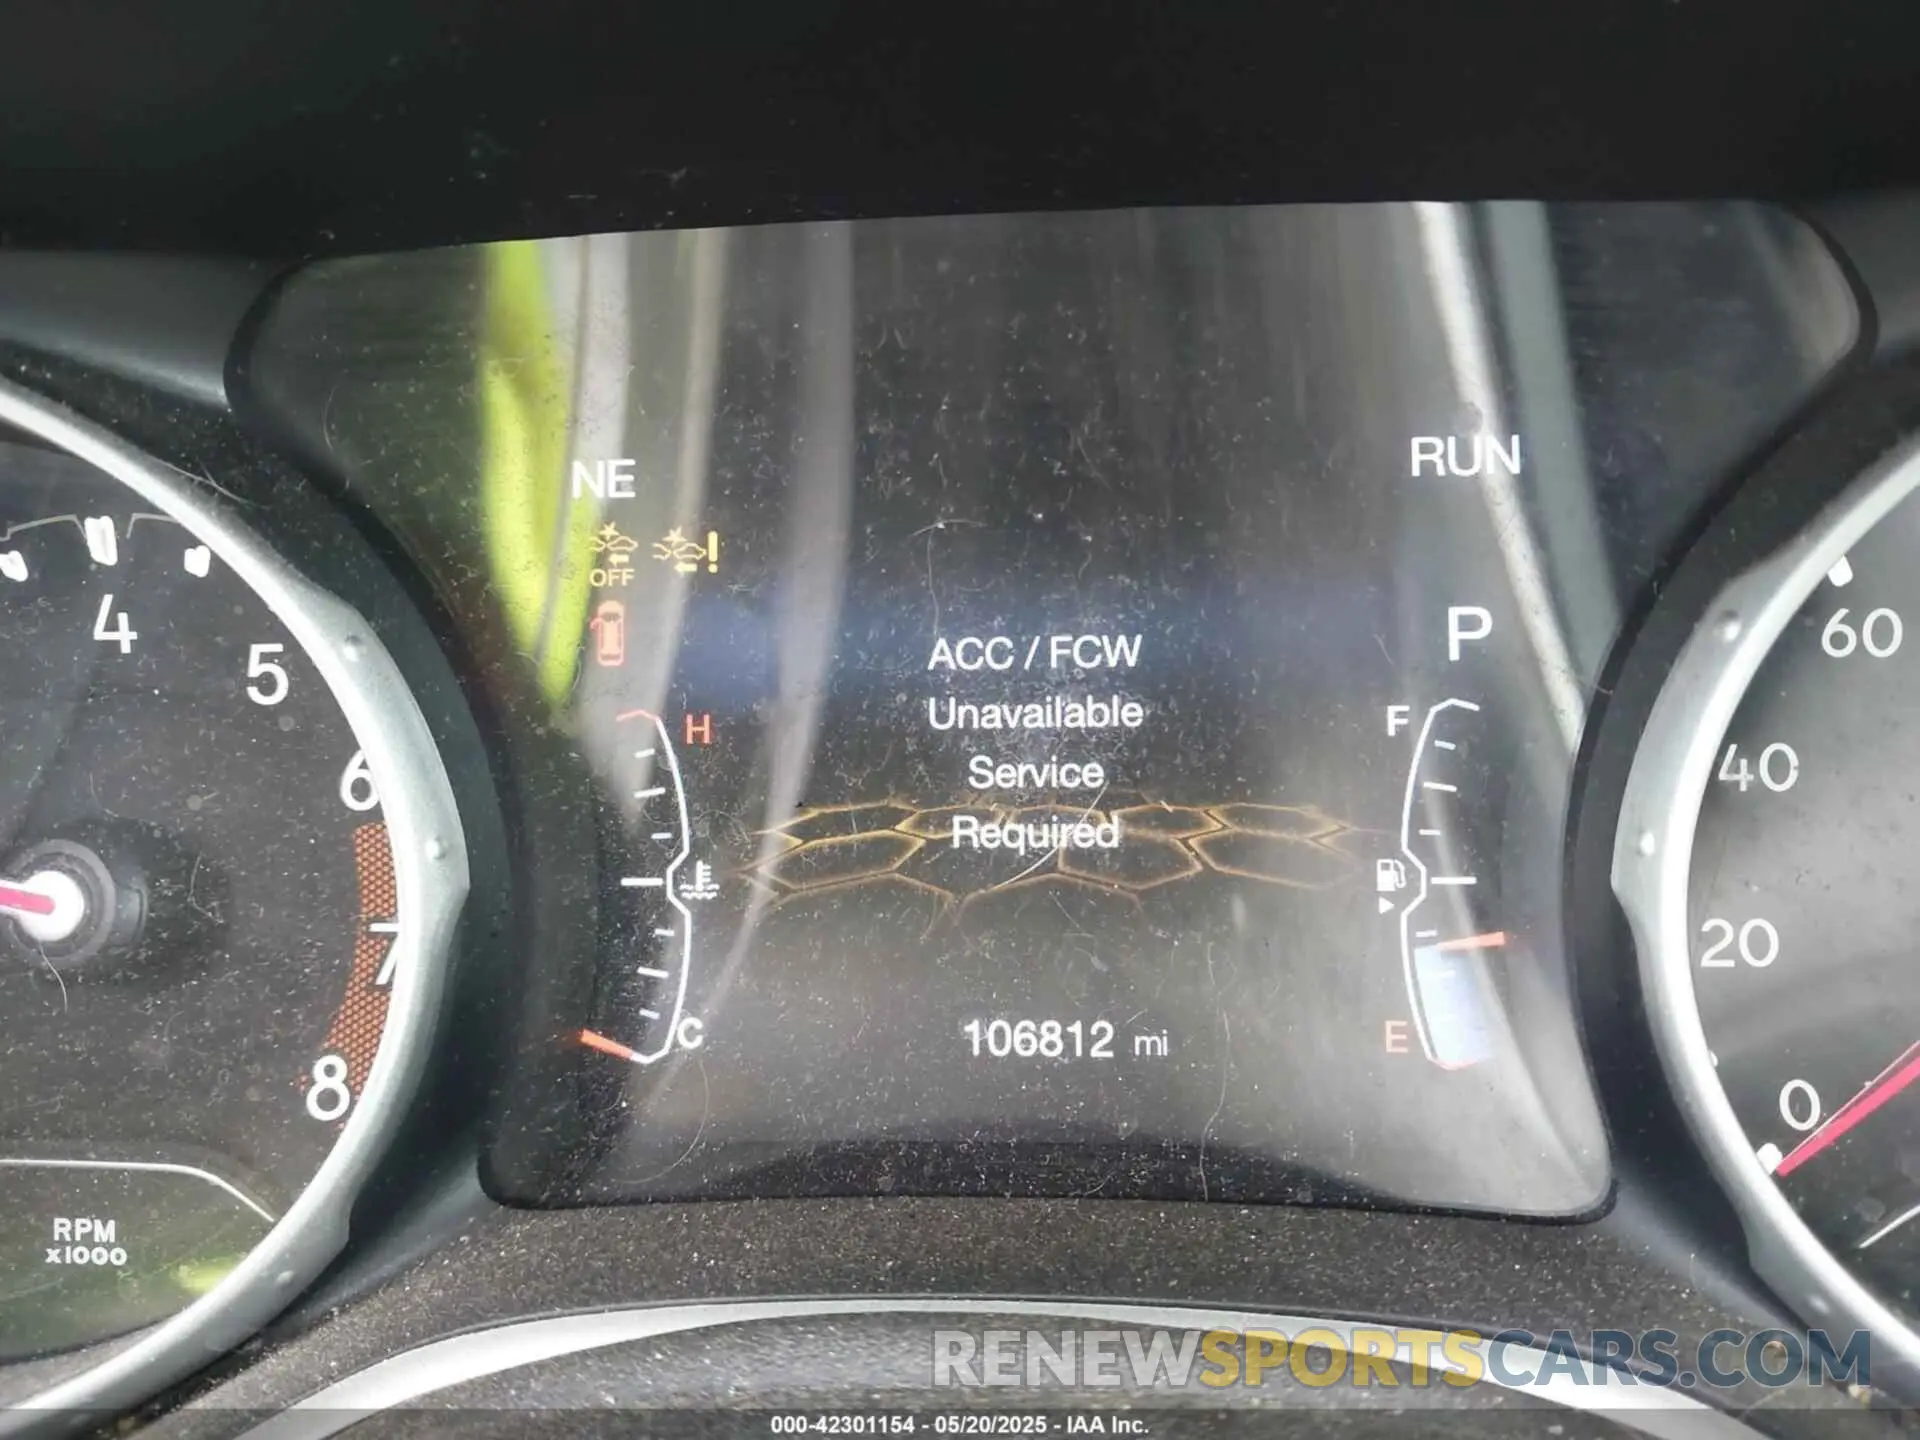 NE
RUN
OFF
!
P
ACC / FCW
Unavailable
Service
Required
H
F
C
E
106812 mi
4
5
6
7
8
RPM
x1000
60
40
20
0
RENEWSPORTSCARS.COM
000-42301154 - 05/20/2025 - IAA Inc.